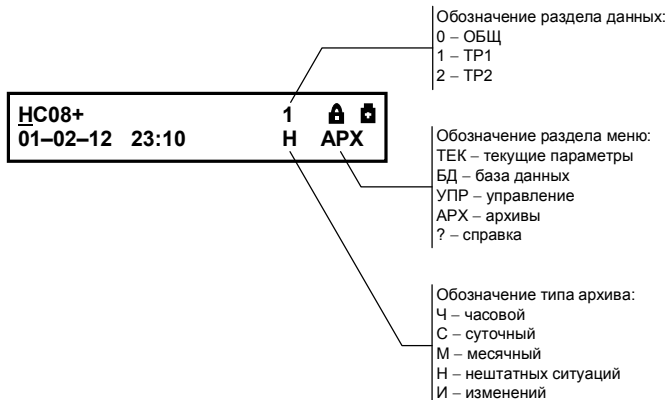 Обозначение раздела данных:
0 – ОБЩ
1 – ТР1
2 – ТР2
НС08+ 1
01–02–12 23:10 Н АРХ
Обозначение раздела меню:
ТЕК – текущие параметры
БД – база данных
УПР – управление
АРХ – архивы
? – справка
Обозначение типа архива:
Ч – часовой
С – суточный
М – месячный
Н – нештатных ситуаций
И – изменений